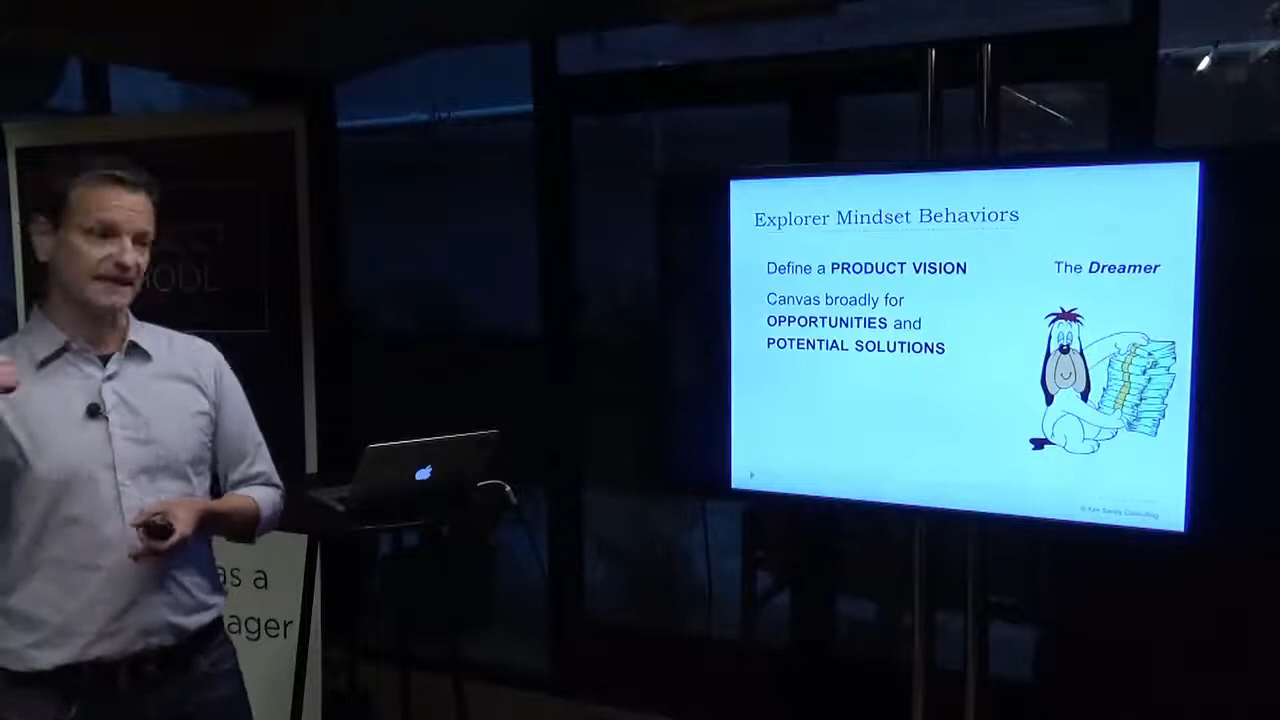 Explorer Mindset Behaviors
Define a PRODUCT VISION
The Dreamer
Canvas broadly for
OPPORTUNITIES and
POTENTIAL SOLUTIONS
as a
ager